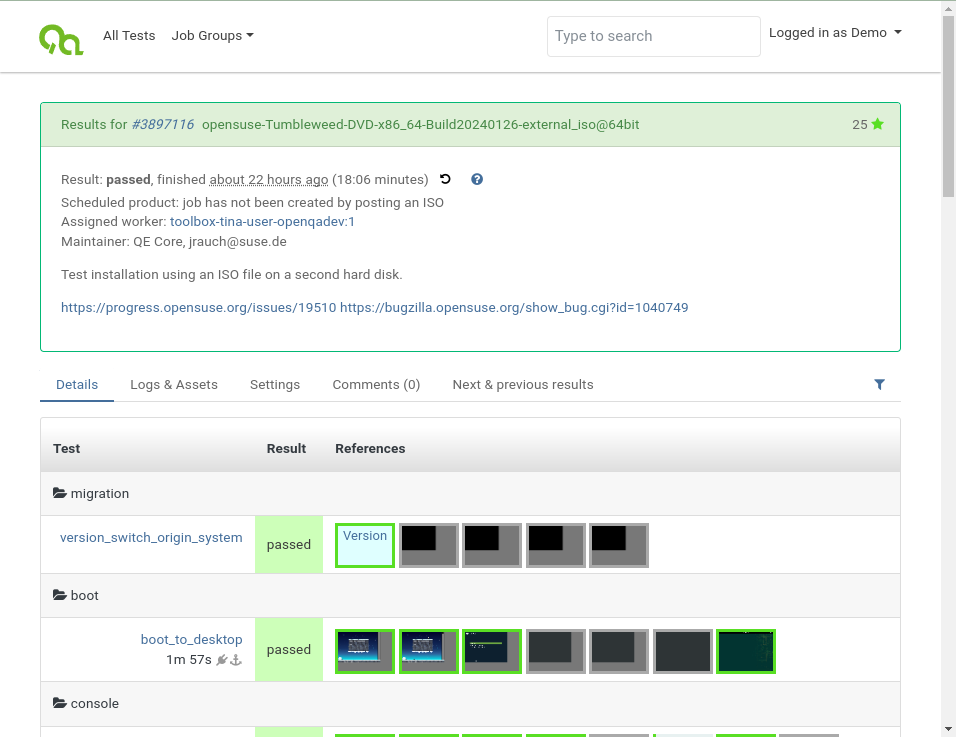 All Tests Job Groups Type to search Logged in as Demo
Results for #3897116 opensuse-Tumbleweed-DVD-x86_64-Build20240126-external_iso@64bit 25
Result: passed, finished about 22 hours ago (18:06 minutes)
Scheduled product: job has not been created by posting an ISO
Assigned worker: toolbox-tina-user-openqadev:1
Maintainer: QE Core, jrauch@suse.de
Test installation using an ISO file on a second hard disk.
https://progress.opensuse.org/issues/19510 https://bugzilla.opensuse.org/show_bug.cgi?id=1040749
Details Logs & Assets Settings Comments (0) Next & previous results
Test Result References
migration
version_switch_origin_system passed Version
boot
boot_to_desktop passed
1m 57s
console